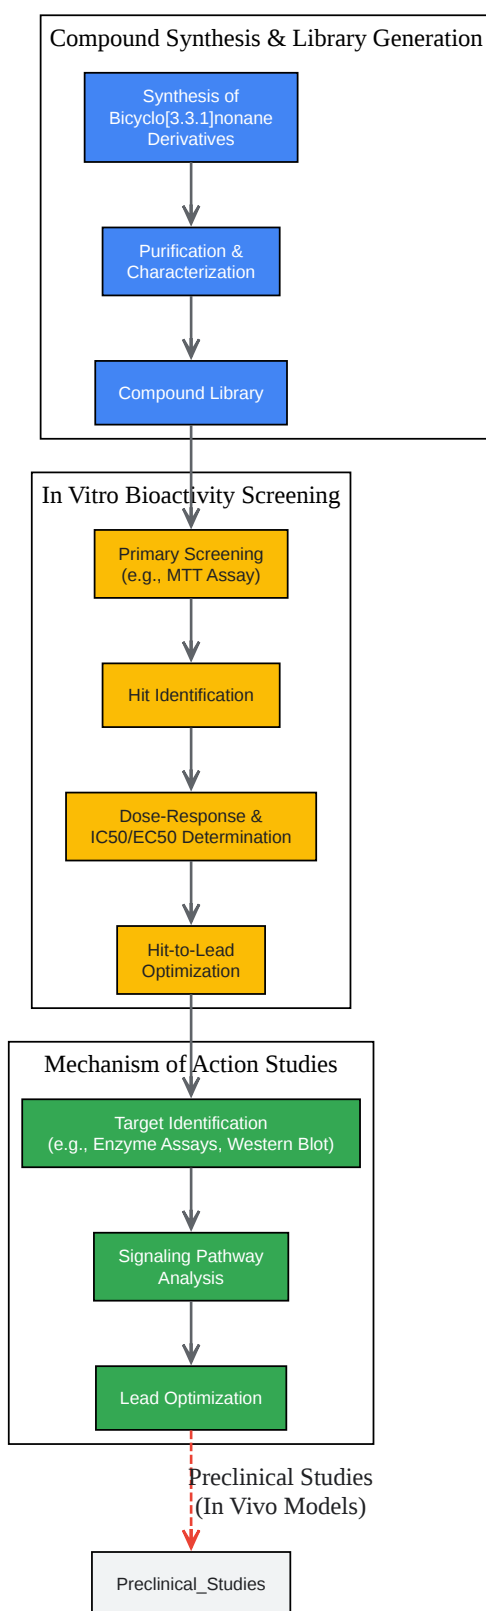 Compound Synthesis & Library Generation
Synthesis of
Bicyclo[3.3.1]nonane
Derivatives
Purification &
Characterization
Compound Library
In Vitro Bioactivity Screening
Primary Screening
(e.g., MTT Assay)
Hit Identification
Dose-Response &
IC50/EC50 Determination
Hit-to-Lead
Optimization
Mechanism of Action Studies
Target Identification
(e.g., Enzyme Assays, Western Blot)
Signaling Pathway
Analysis
Lead Optimization
Preclinical Studies
(In Vivo Models)
Preclinical_Studies